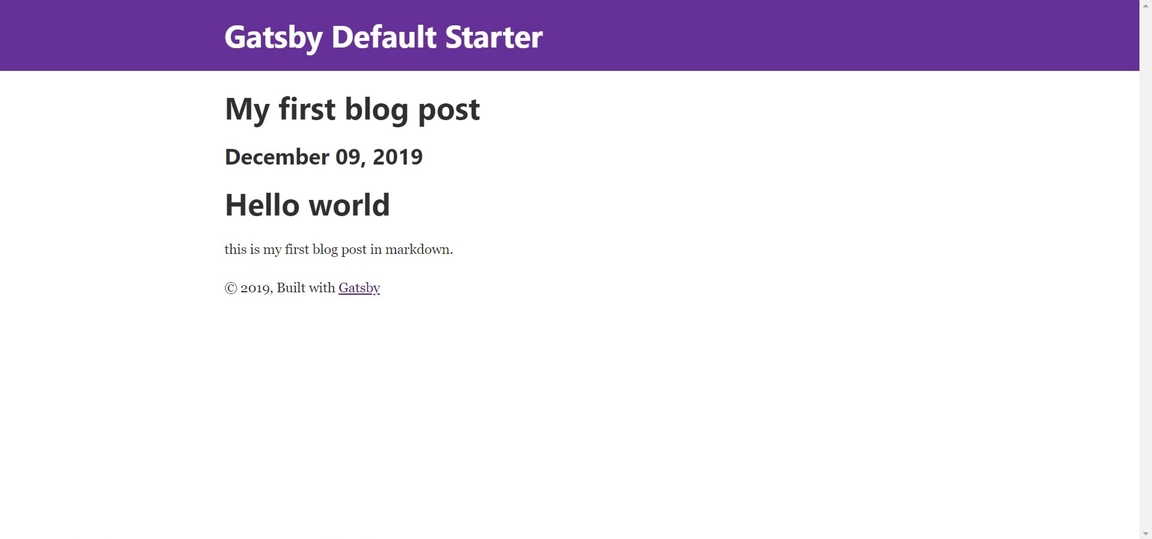 Gatsby Default Starter
My first blog post
December 09, 2019
Hello world
this is my first blog post in markdown.
© 2019, Built with Gatsby